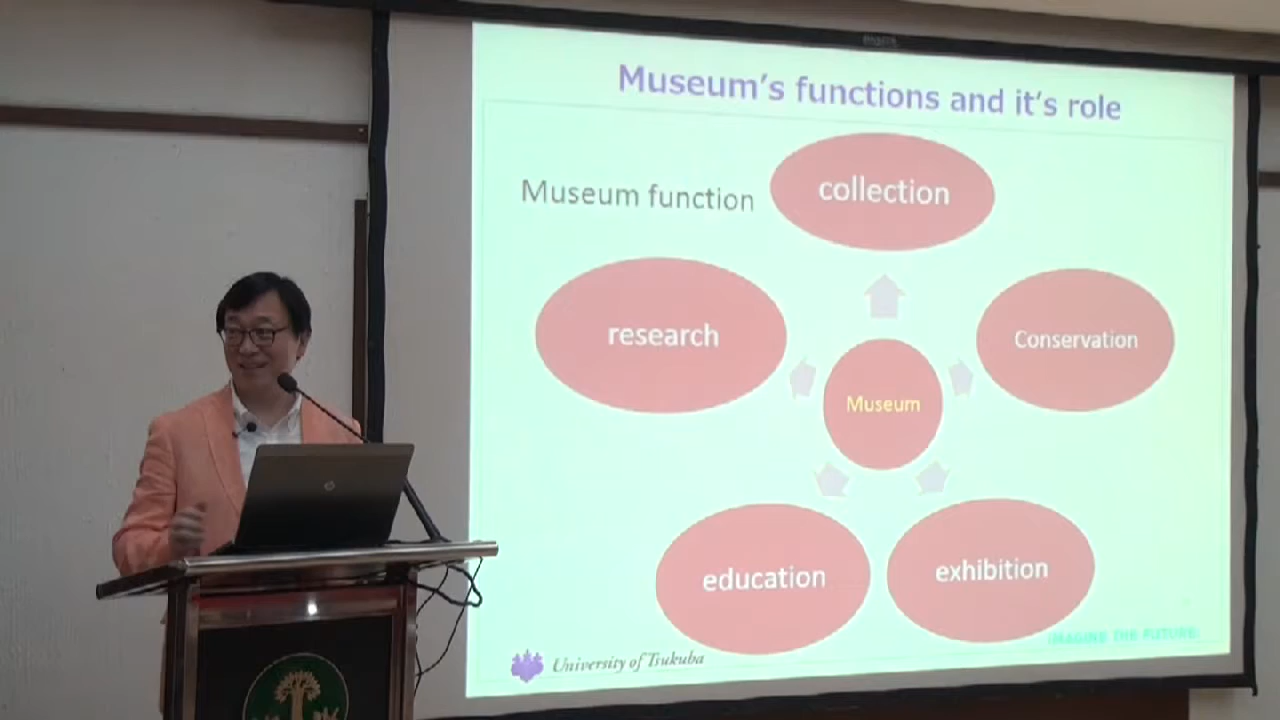 Museum's functions and it's role
Museum function
collection
research
Conservation
Museum
education
exhibition
IMAGINE THE FUTURE
University of Tsukuba
hp